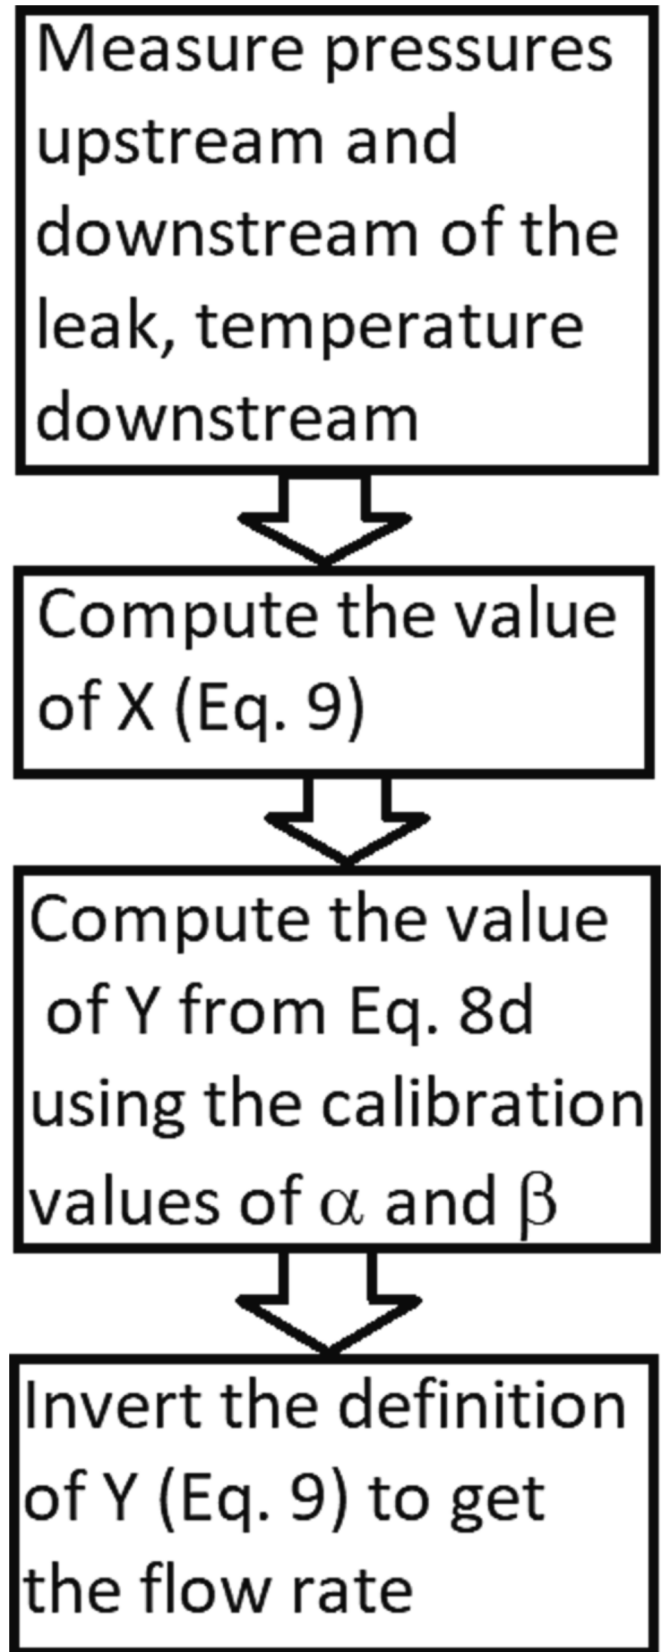 Measure pressures
upstream and
downstream of the
leak, temperature
downstream
Compute the value
of X (Eq. 9)
Compute the value
of Y from Eq. 8d
using the calibration
values of α and β
Invert the definition
of Y (Eq. 9) to get
the flow rate